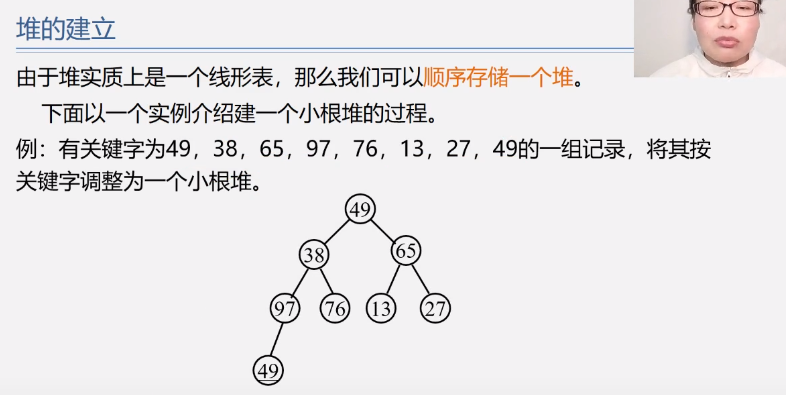 堆的建立
由于堆实质上是一个线形表，那么我们可以顺序存储一个堆。
下面以一个实例介绍建一个小根堆的过程。
例：有关键字为49，38，65，97，76，13，27，49的一组记录，将其按
关键字调整为一个小根堆。
49
38 65
97 76 13 27
49